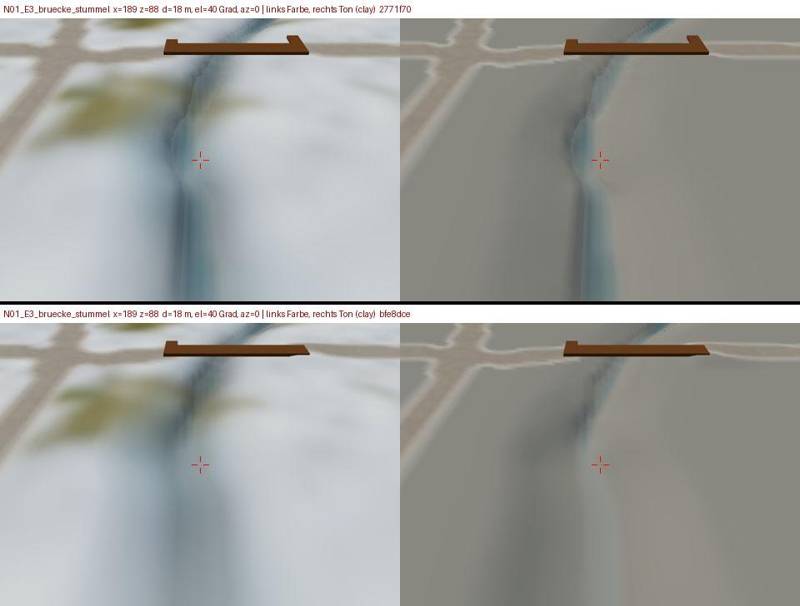 N01_E3_bruecke_stummel x=189 z=88 d=18 m, el=40 Grad, az=0 | links Farbe, rechts Ton (clay) 2771f70
N01_E3_bruecke_stummel x=189 z=88 d=18 m, el=40 Grad, az=0 | links Farbe, rechts Ton (clay) bfe8dce